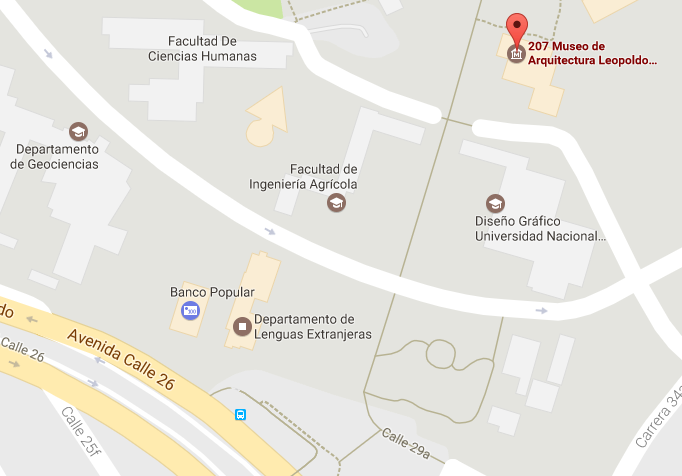 Facultad De
Ciencias Humanas
207 Museo de
Arquitectura Leopoldo...
Departamento
de Geociencias
Facultad de
Ingeniería Agrícola
Diseño Gráfico
Universidad Nacional...
Banco Popular
Departamento de
Lenguas Extranjeras
do
Avenida Calle 26
Calle 26
Calle 25f
Calle 29a
Carrera 34a